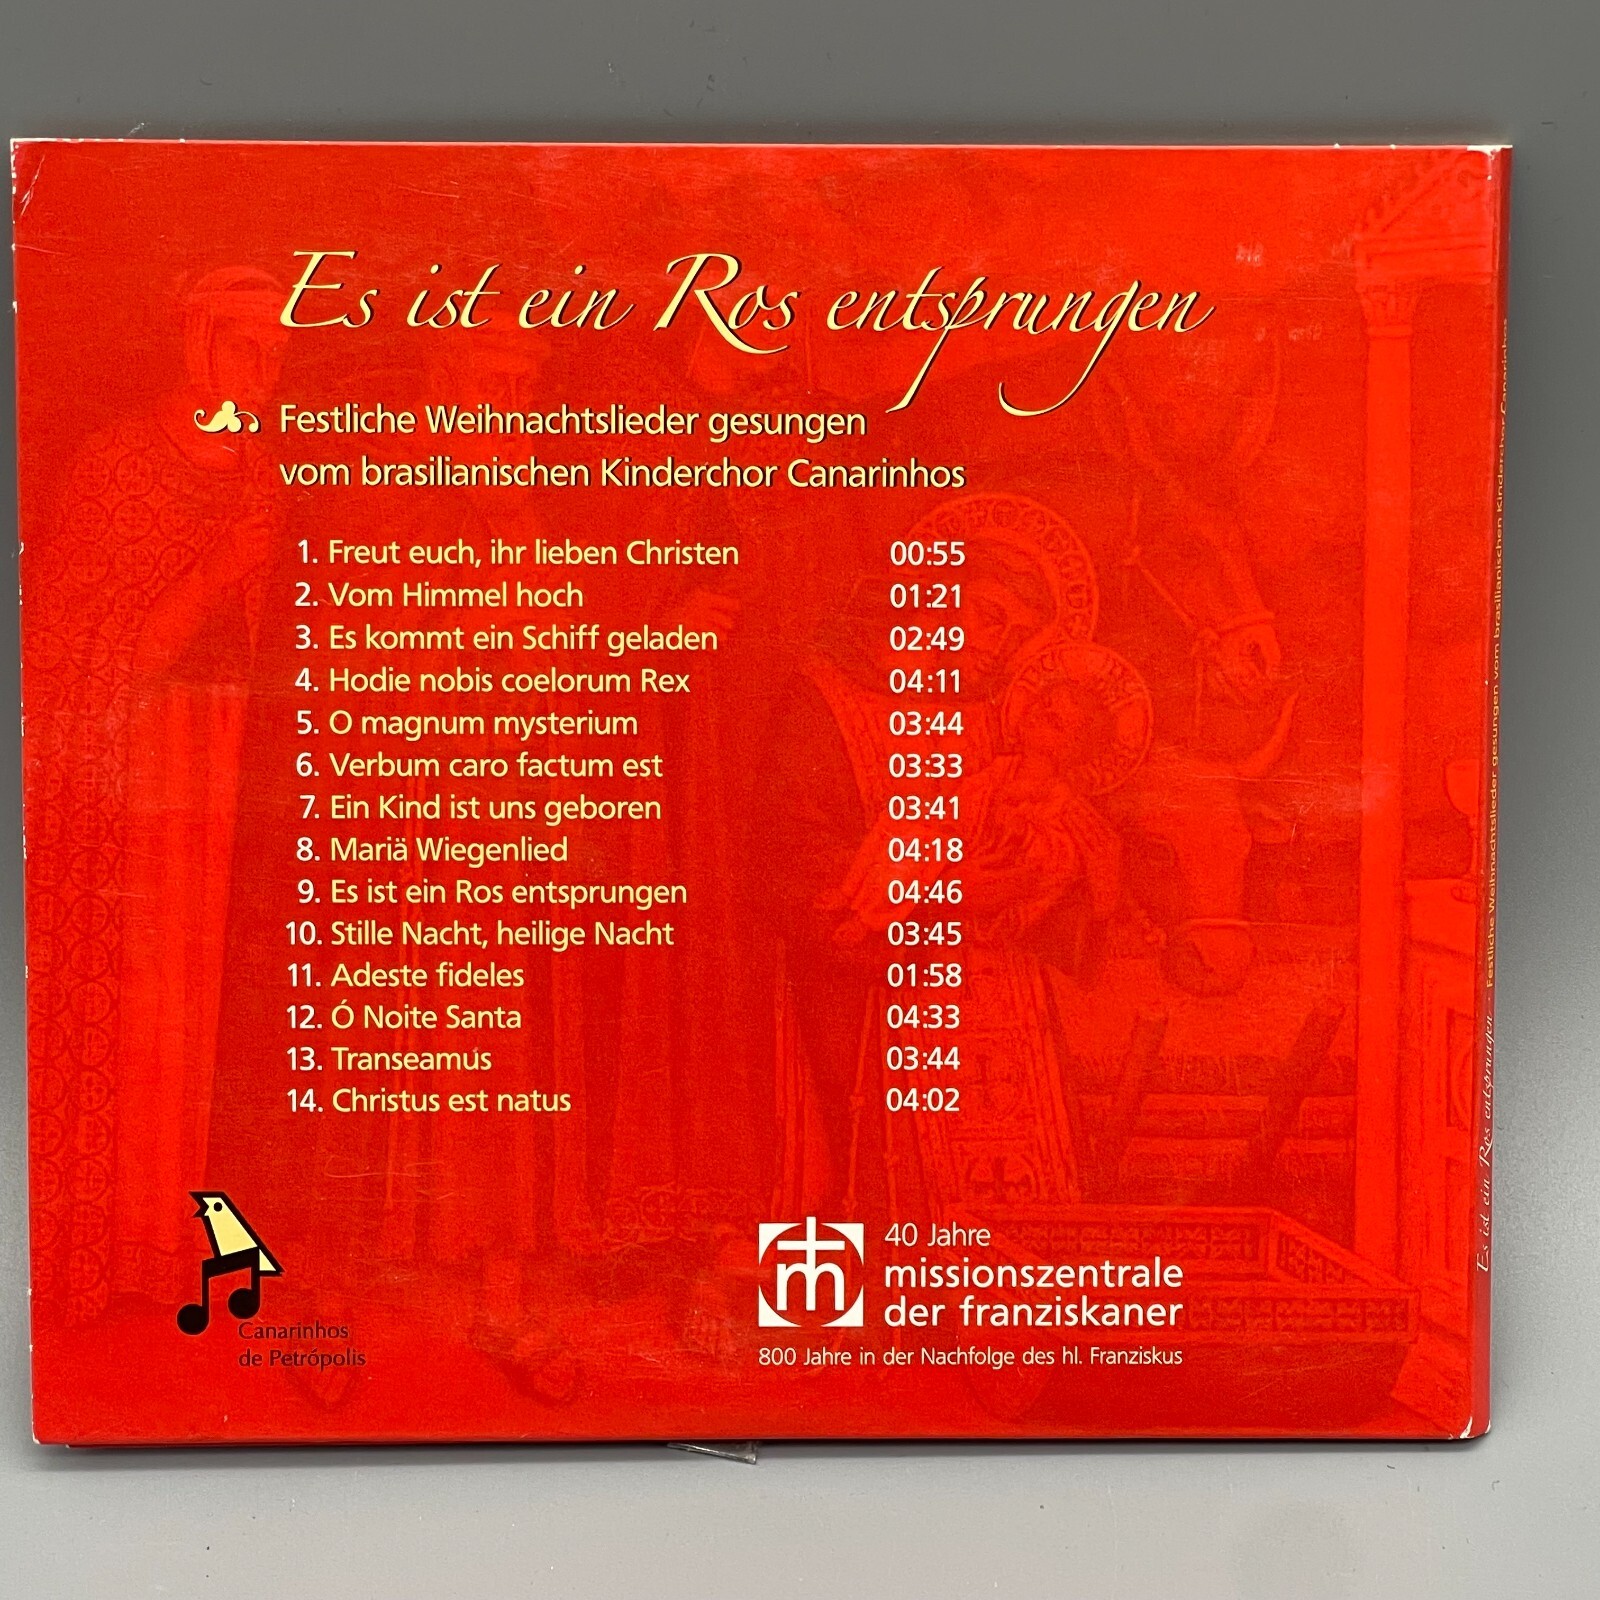 Es ist ein Ros entsprungen
Festliche Weihnachtslieder gesungen
vom brasilianischen Kinderchor Canarinhos
1. Freut euch, ihr lieben Christen 00:55
2. Vom Himmel hoch 01:21
3. Es kommt ein Schiff geladen 02:49
4. Hodie nobis coelorum Rex 04:11
5. O magnum mysterium 03:44
6. Verbum caro factum est 03:33
7. Ein Kind ist uns geboren 03:41
8. Mariä Wiegenlied 04:18
9. Es ist ein Ros entsprungen 04:46
10. Stille Nacht, heilige Nacht 03:45
11. Adeste fideles 01:58
12. Ó Noite Santa 04:33
13. Transeamus 03:44
14. Christus est natus 04:02
Canarinhos
de Petrópolis
40 Jahre
missionszentrale
der franziskaner
800 Jahre in der Nachfolge des hl. Franziskus
Es ist ein Ros entsprungen · Festliche Weihnachtslieder gesungen vom brasilianischen Kinderchor Canarinhos